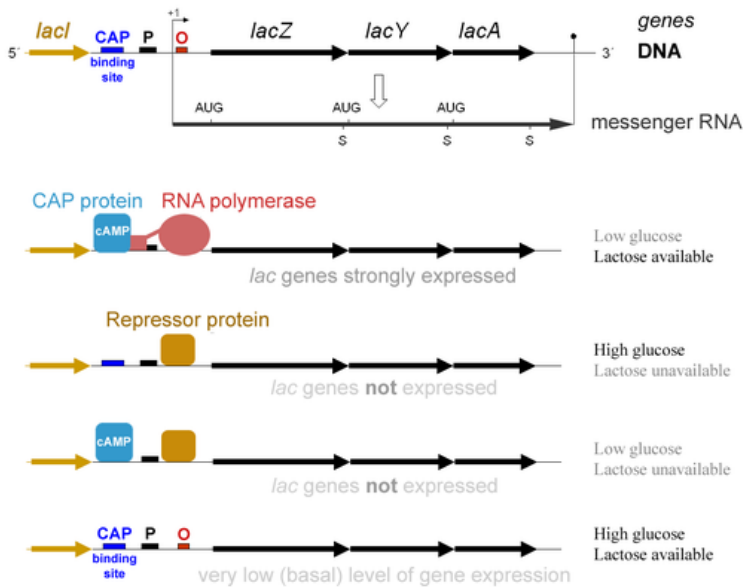 lacI
CAP
P
+1
O
lacZ
lacY
lacA
genes
5´
binding
site
3´
DNA
AUG
AUG
AUG
messenger RNA
S
S
S
CAP protein
RNA polymerase
cAMP
Low glucose
Lactose available
lac genes strongly expressed
Repressor protein
High glucose
Lactose unavailable
lac genes not expressed
cAMP
Low glucose
Lactose unavailable
lac genes not expressed
CAP
P
O
High glucose
Lactose available
binding
site
very low (basal) level of gene expression